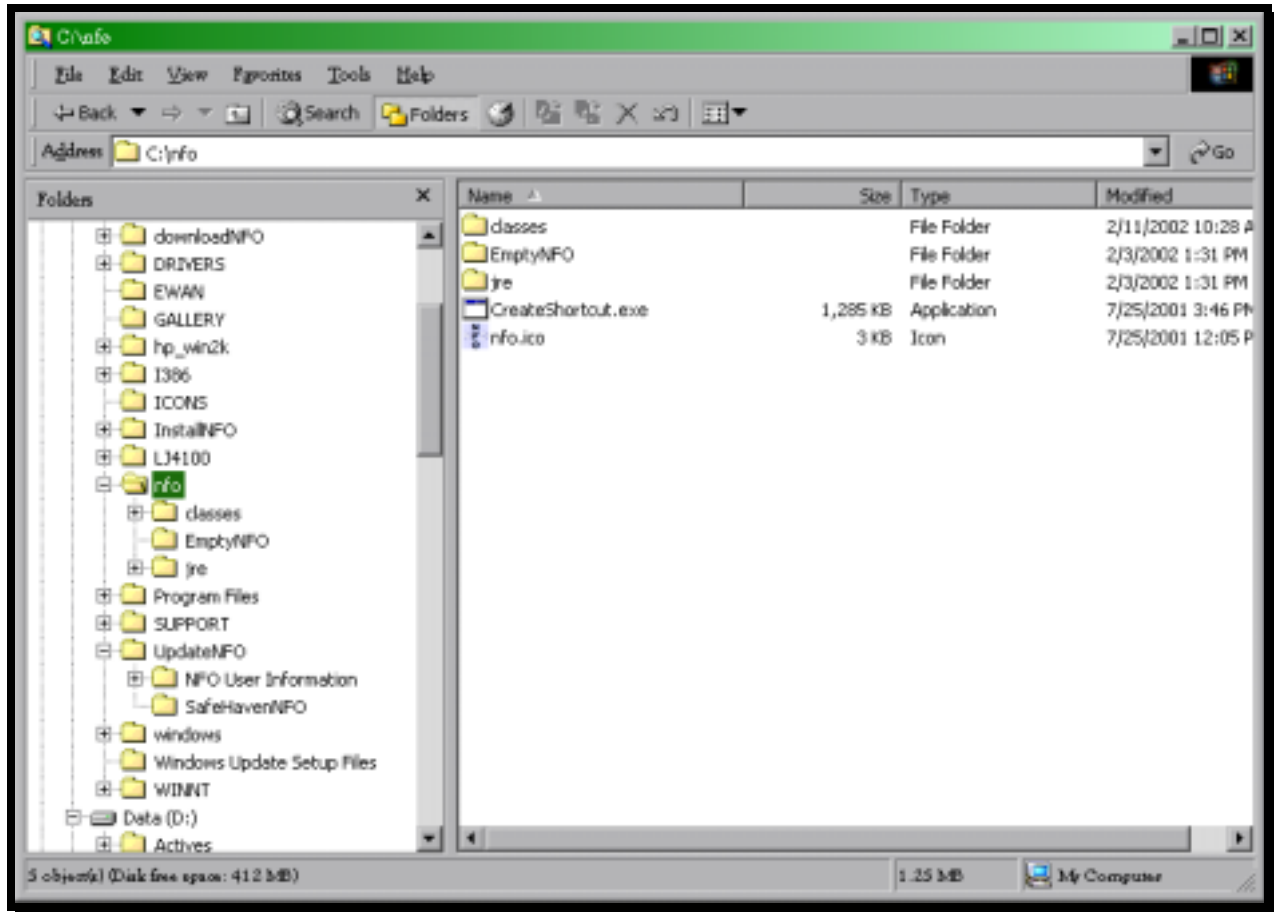 C:\nfo
File Edit View Favorites Tools Help
Back Search Folders
Address C:\nfo Go
Folders
downloadNFO
DRIVERS
EWAN
GALLERY
hp_win2k
I386
ICONS
InstallNFO
LJ4100
nfo
classes
EmptyNFO
jre
Program Files
SUPPORT
UpdateNFO
NFO User Information
SafeHavenNFO
windows
Windows Update Setup Files
WINNT
Data (D:)
Actives
Name Size Type Modified
classes File Folder 2/11/2002 10:28 A
EmptyNFO File Folder 2/3/2002 1:31 PM
jre File Folder 2/3/2002 1:31 PM
CreateShortcut.exe 1,285 KB Application 7/25/2001 3:46 PM
nfo.ico 3 KB Icon 7/25/2001 12:05 P
5 object(s) (Disk free space: 412 MB) 1.25 MB My Computer